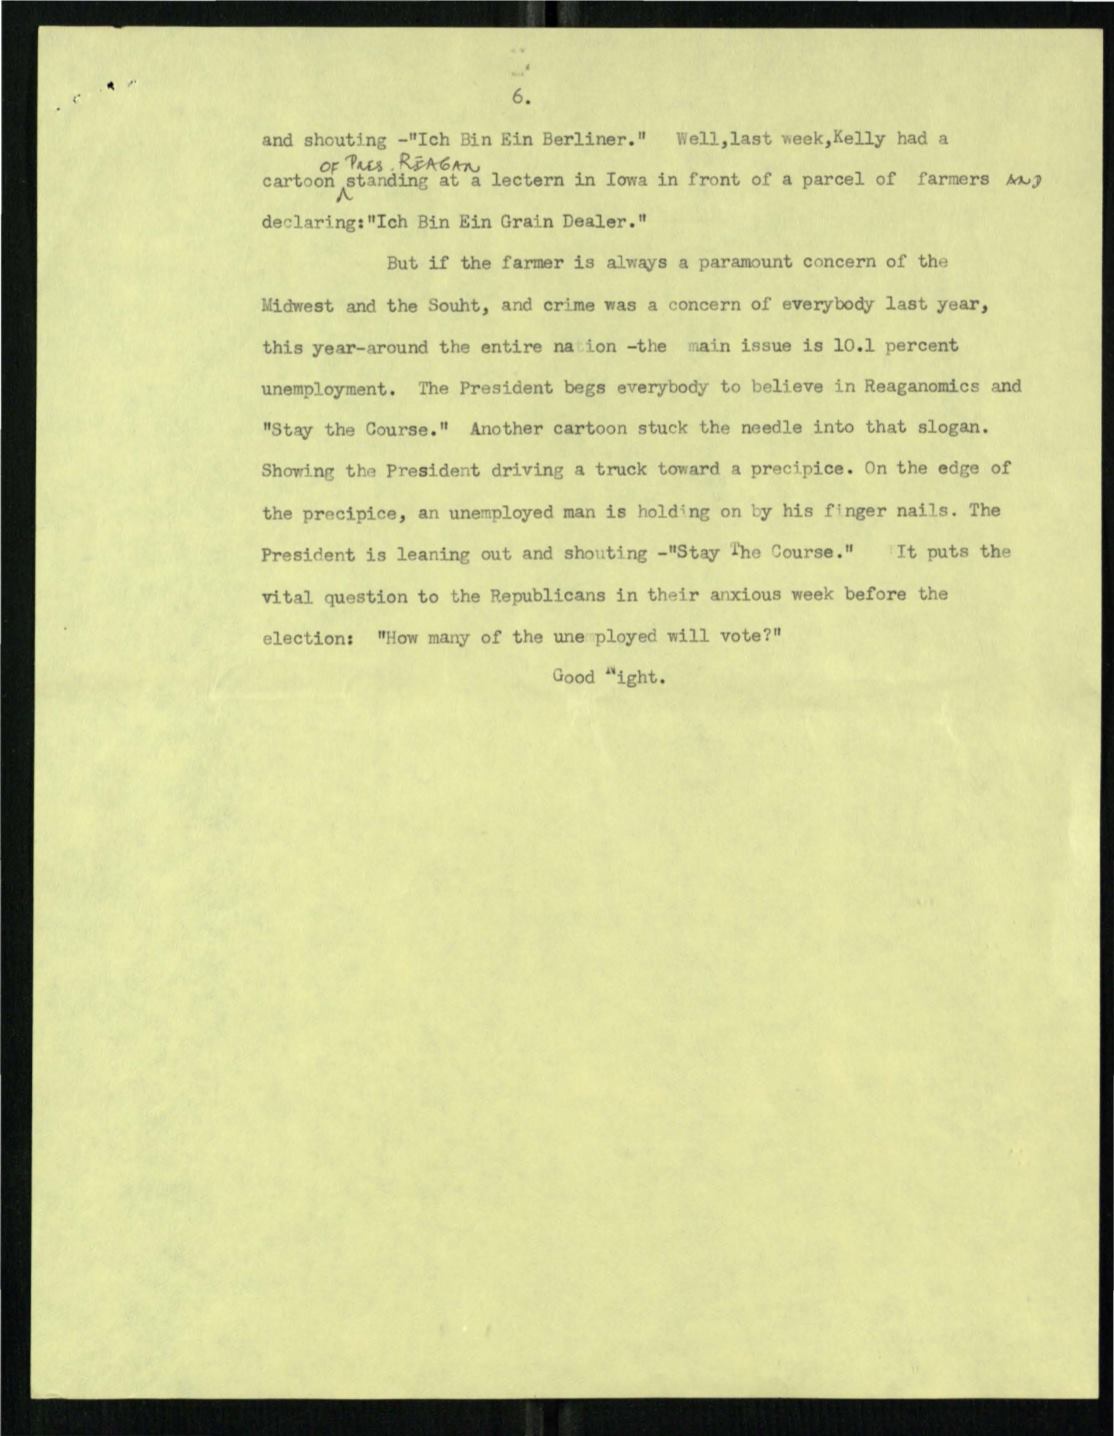 6.
and shouting -"Ich Bin Ein Berliner." Well,last week,Kelly had a
OF PRES. REAGAN
cartoon standing at a lectern in Iowa in front of a parcel of farmers AND
declaring:"Ich Bin Ein Grain Dealer."
But if the farmer is always a paramount concern of the
Midwest and the Souht, and crime was a concern of everybody last year,
this year-around the entire nation -the main issue is 10.1 percent
unemployment. The President begs everybody to believe in Reaganomics and
"Stay the Course." Another cartoon stuck the needle into that slogan.
Showing the President driving a truck toward a precipice. On the edge of
the precipice, an unemployed man is holding on by his finger nails. The
President is leaning out and shouting -"Stay The Course." It puts the
vital question to the Republicans in their anxious week before the
election: "How many of the unemployed will vote?"
Good Night.